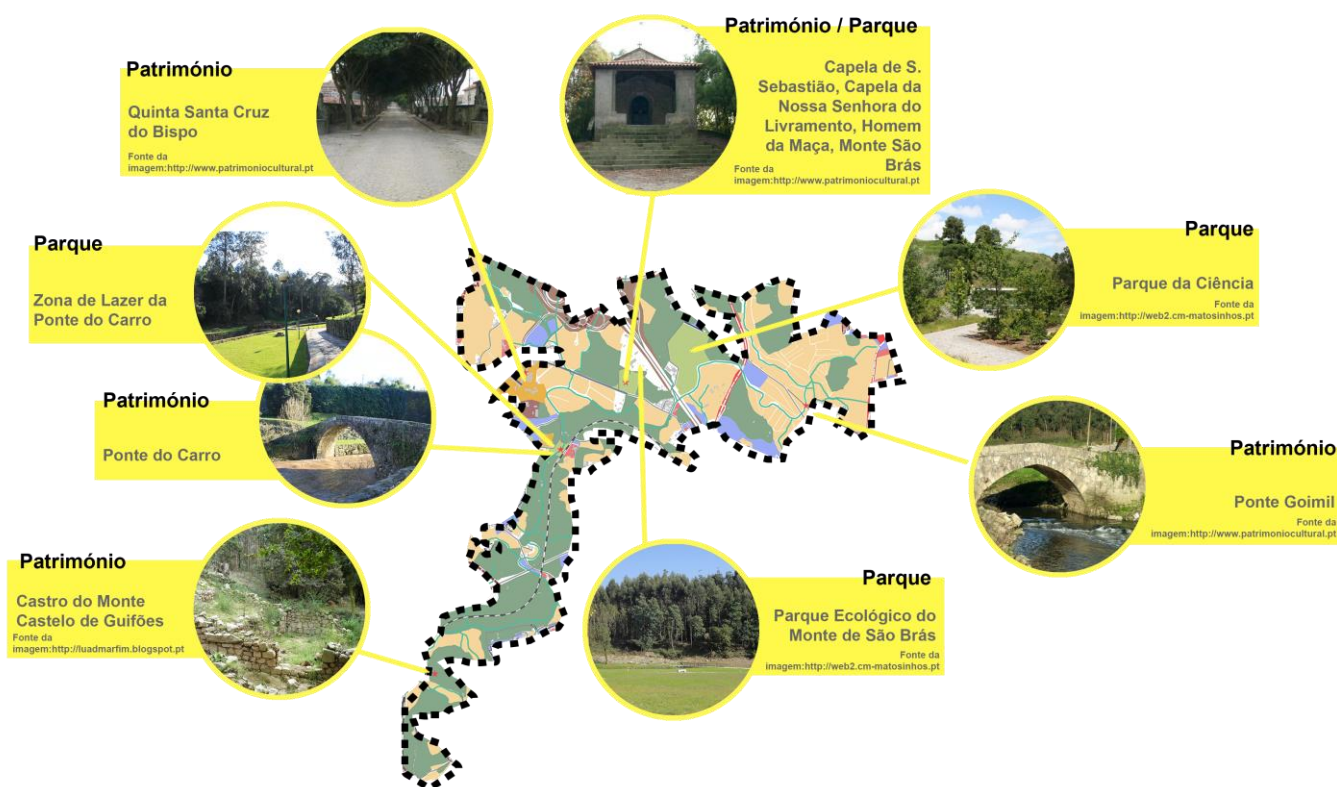 Património
Quinta Santa Cruz
do Bispo
Fonte da
imagem:http://www.patrimoniocultural.pt
Património / Parque
Capela de S.
Sebastião, Capela da
Nossa Senhora do
Livramento, Homem
da Maça, Monte São
Brás
Fonte da
imagem:http://www.patrimoniocultural.pt
Parque
Zona de Lazer da
Ponte do Carro
Parque
Parque da Ciência
Fonte da
imagem:http://web2.cm-matosinhos.pt
Património
Ponte do Carro
Património
Ponte Goimil
Fonte da
imagem:http://www.patrimoniocultural.pt
Património
Castro do Monte
Castelo de Guifões
Fonte da
imagem:http://luadmarfim.blogspot.pt
Parque
Parque Ecológico do
Monte de São Brás
Fonte da
imagem:http://web2.cm-matosinhos.pt